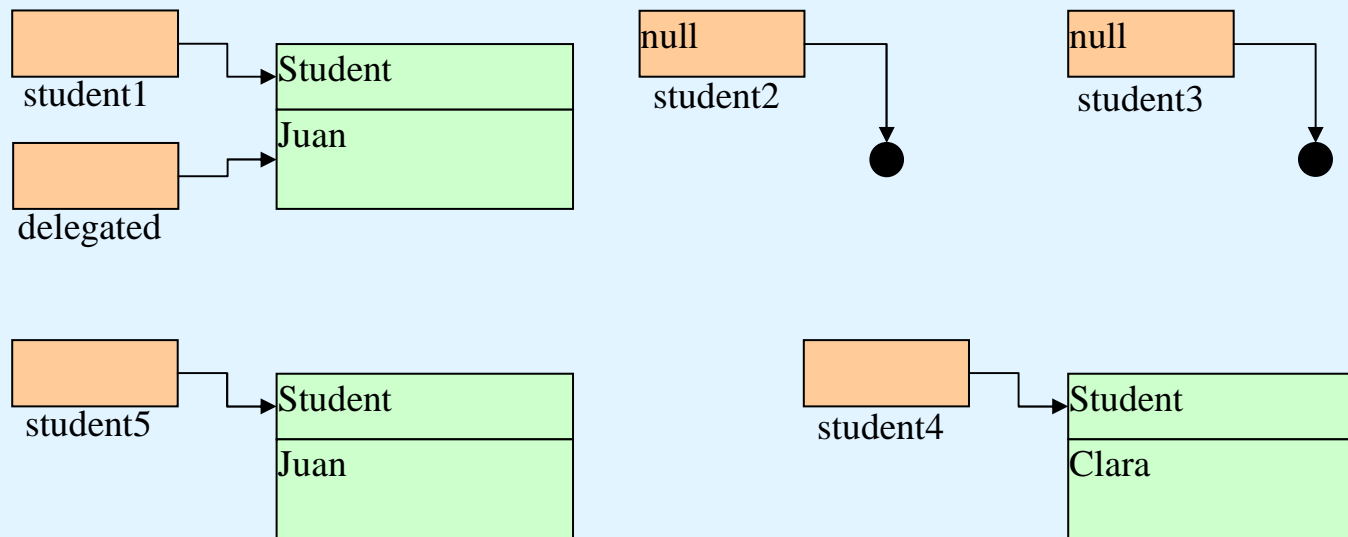 Student
student1
Juan
delegated
null
student2
null
student3
Student
student5
Juan
student4
Student
Clara